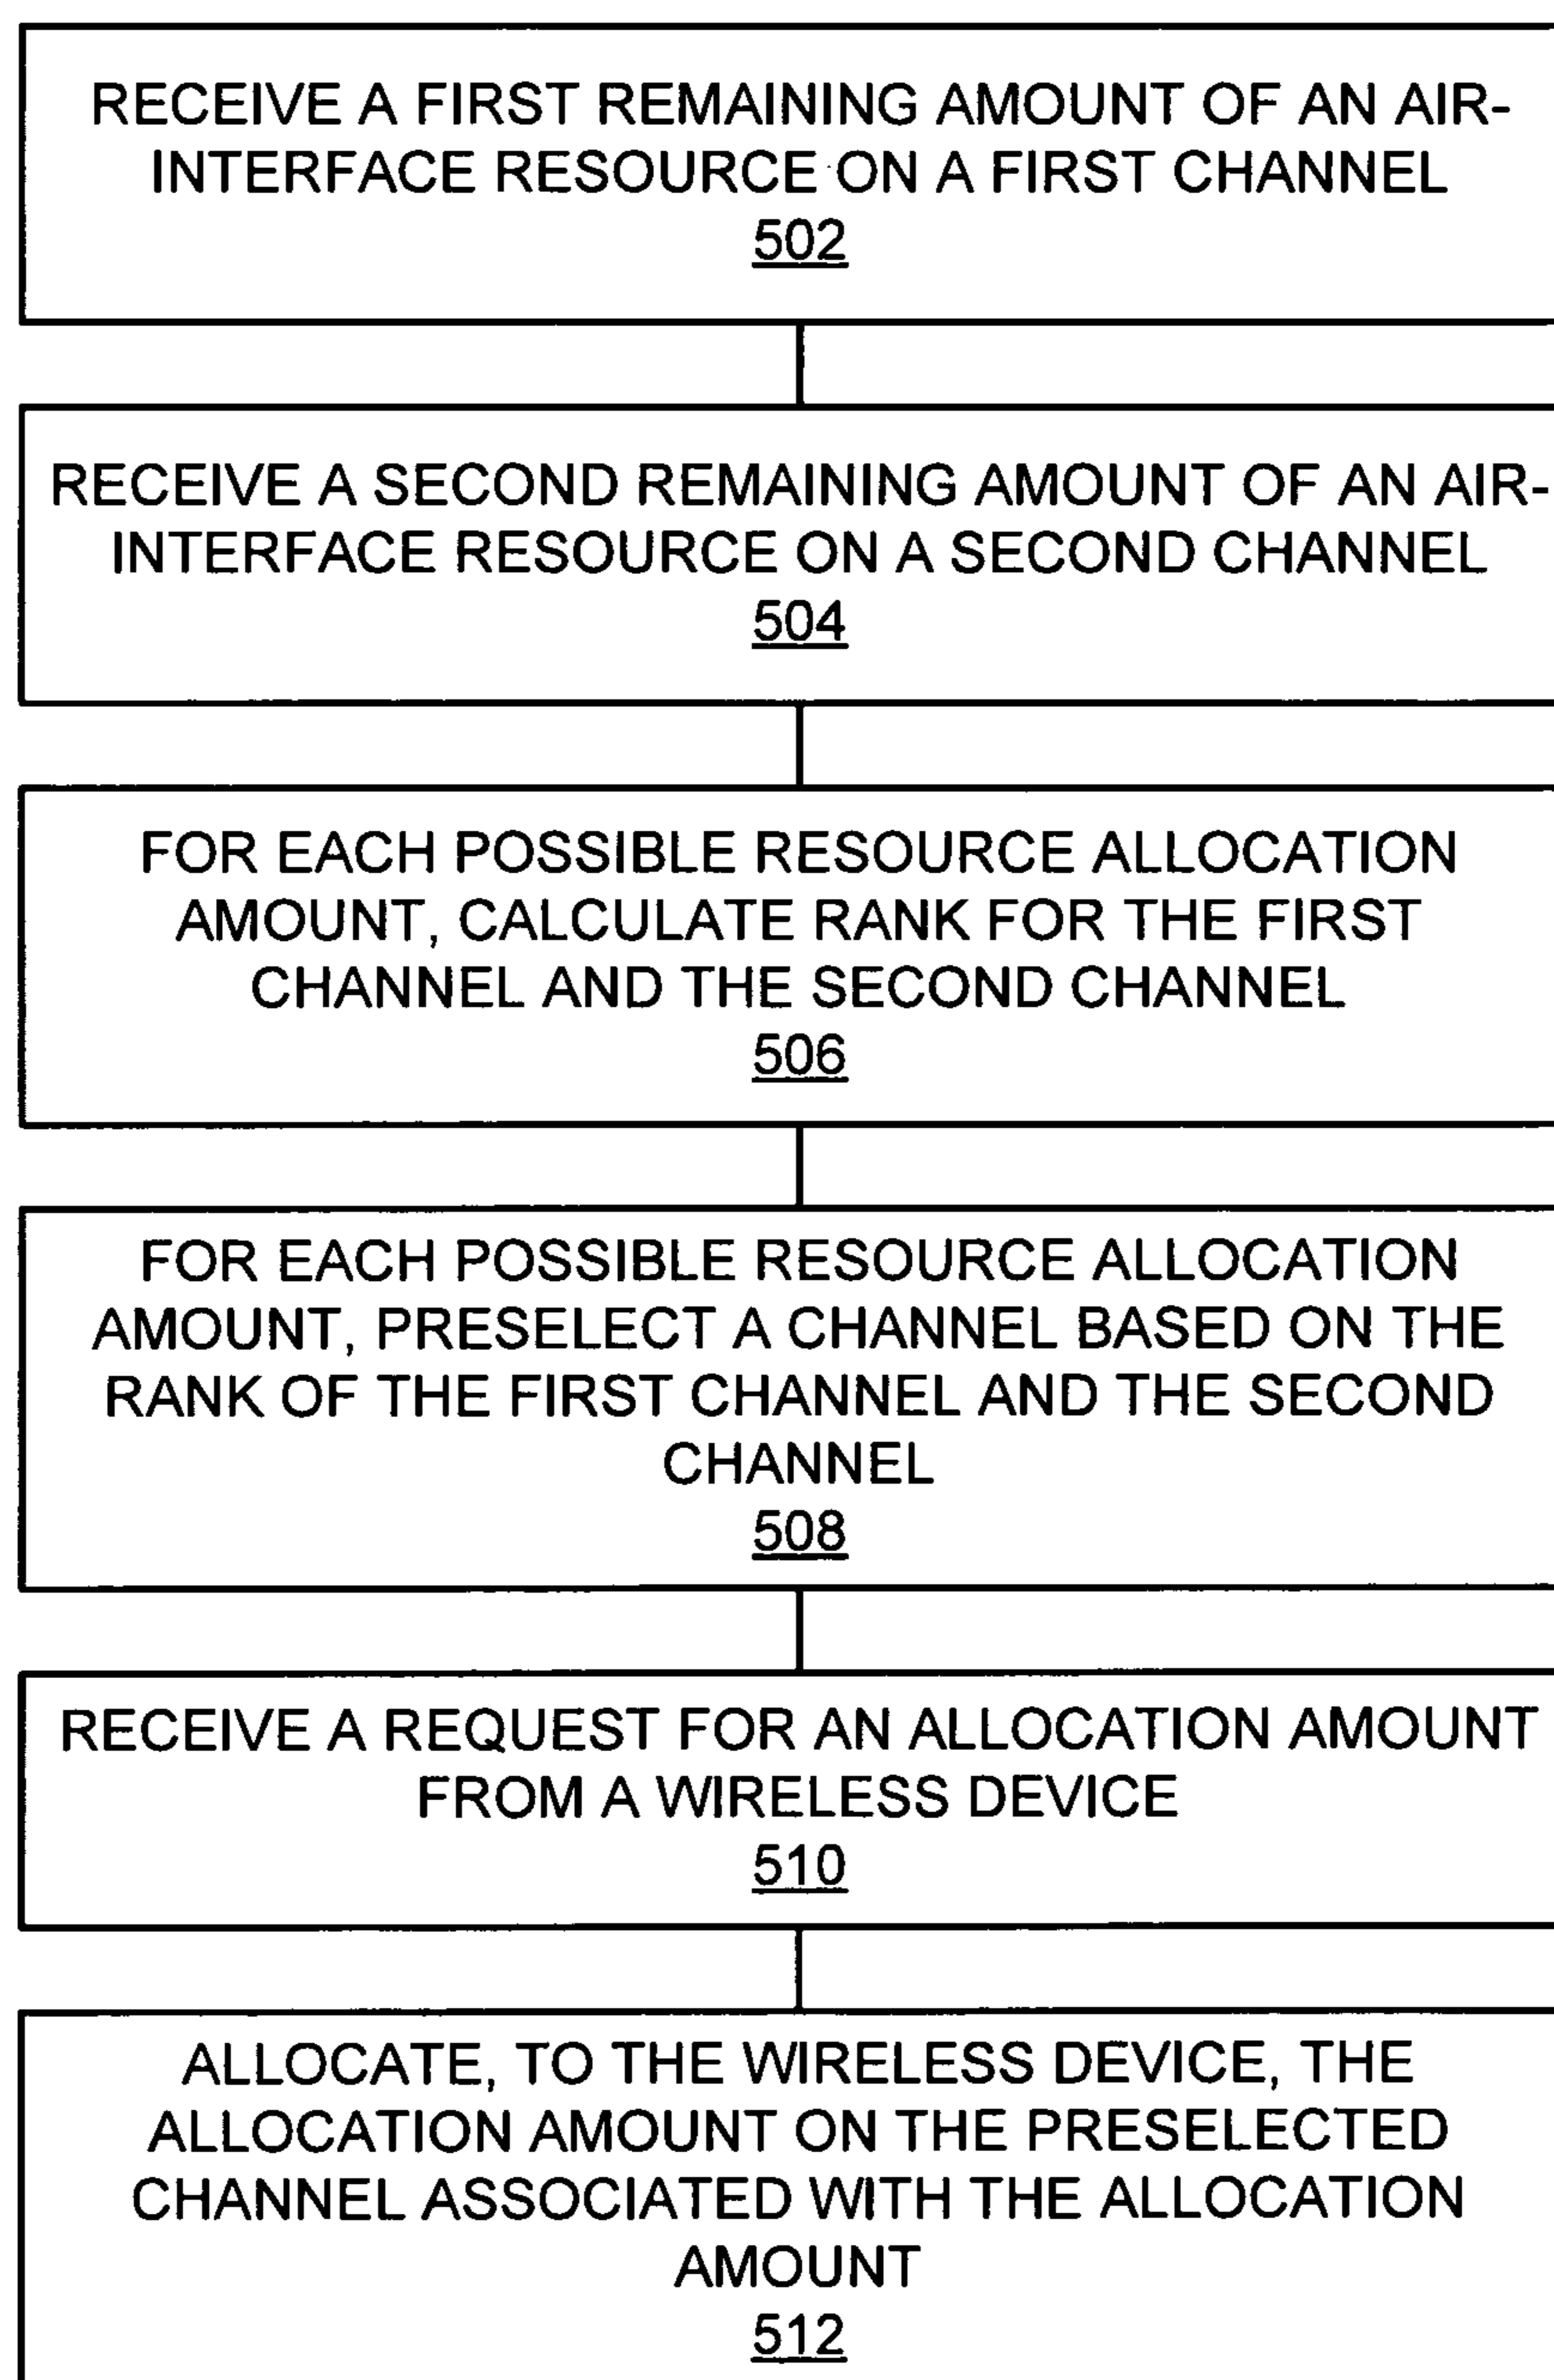 RECEIVE A FIRST REMAINING AMOUNT OF AN AIR-
INTERFACE RESOURCE ON A FIRST CHANNEL
502
RECEIVE A SECOND REMAINING AMOUNT OF AN AIR-
INTERFACE RESOURCE ON A SECOND CHANNEL
504
FOR EACH POSSIBLE RESOURCE ALLOCATION
AMOUNT, CALCULATE RANK FOR THE FIRST
CHANNEL AND THE SECOND CHANNEL
506
FOR EACH POSSIBLE RESOURCE ALLOCATION
AMOUNT, PRESELECT A CHANNEL BASED ON THE
RANK OF THE FIRST CHANNEL AND THE SECOND
CHANNEL
508
RECEIVE A REQUEST FOR AN ALLOCATION AMOUNT
FROM A WIRELESS DEVICE
510
ALLOCATE, TO THE WIRELESS DEVICE, THE
ALLOCATION AMOUNT ON THE PRESELECTED
CHANNEL ASSOCIATED WITH THE ALLOCATION
AMOUNT
512